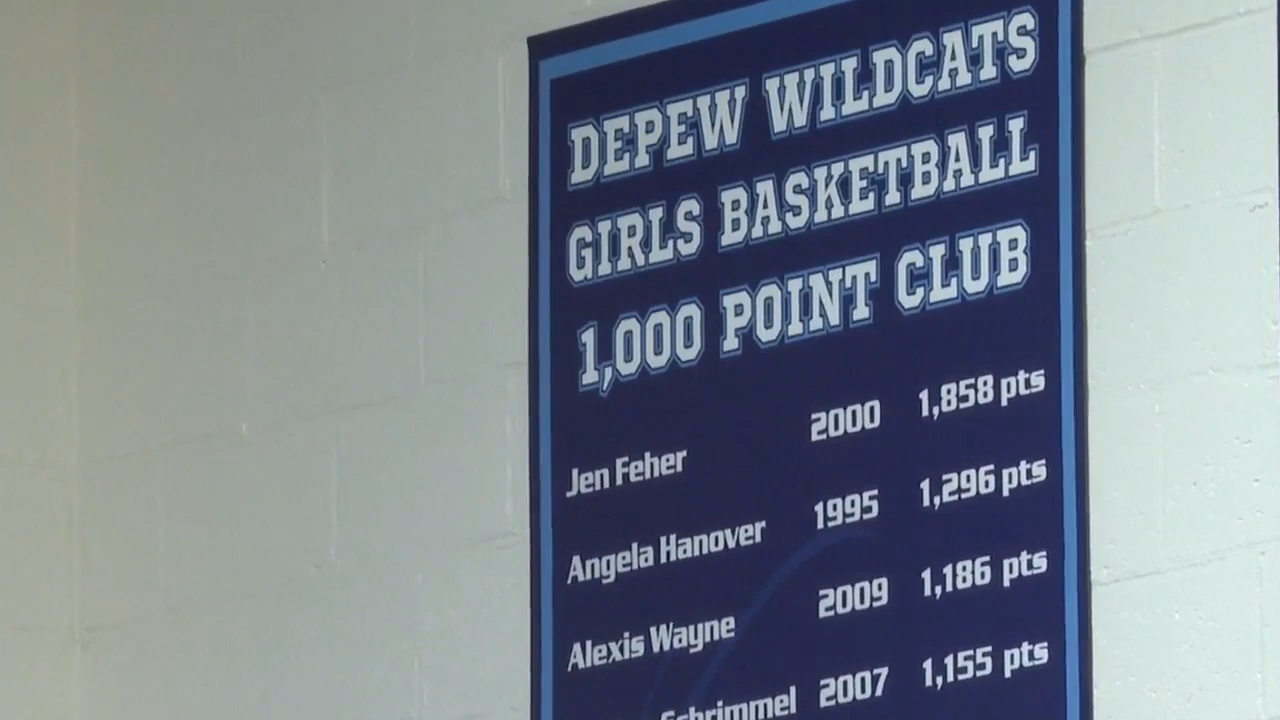 DEPEW WILDCATS
GIRLS BASKETBALL
1,000 POINT CLUB
Jen Feher 2000 1,858 pts
Angela Hanover 1995 1,296 pts
Alexis Wayne 2009 1,186 pts
Schrimmel 2007 1,155 pts